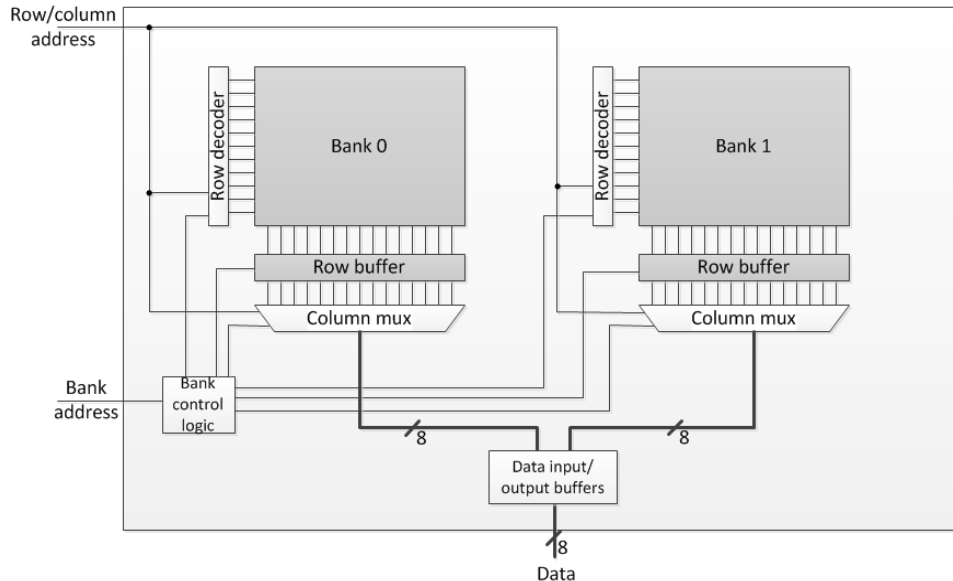 Row/column
address
Row decoder
Bank 0
Row buffer
Column mux
Row decoder
Bank 1
Row buffer
Column mux
Bank
address
Bank
control
logic
8
8
Data input/
output buffers
8
Data